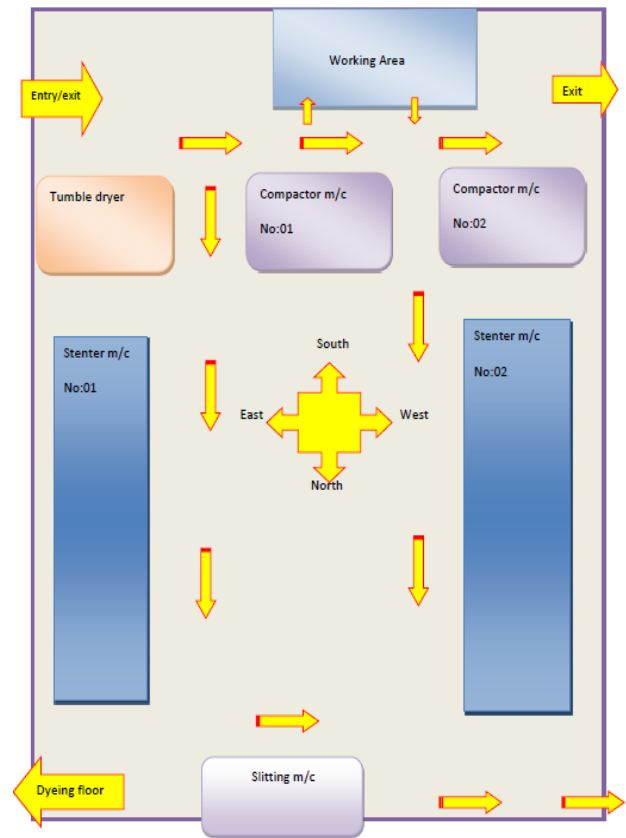 Working Area
Entry/exit
Exit
Tumble dryer
Compactor m/c
No:01
Compactor m/c
No:02
Stenter m/c
No:01
South
East
West
North
Stenter m/c
No:02
Slitting m/c
Dyeing floor